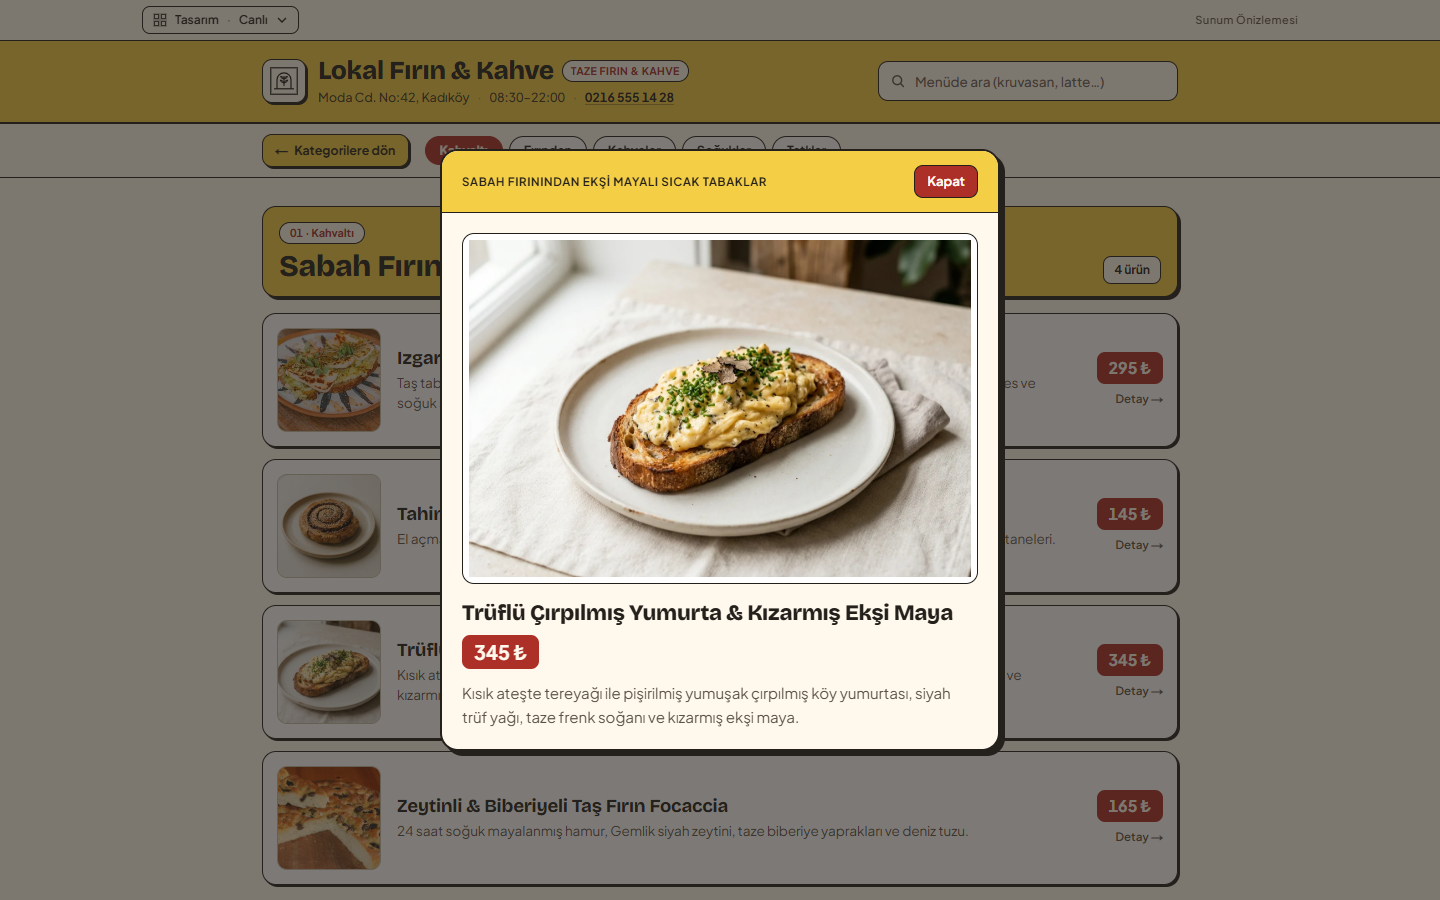 Tasarım · Canlı
Sunum Önizlemesi
Lokal Fırın & Kahve
TAZE FIRIN & KAHVE
Moda Cd. No:42, Kadıköy · 08:30–22:00 · 0216 555 14 28
Menüde ara (kruvasan, latte...)
← Kategorilere dön
SABAH FIRININDAN EKŞİ MAYALI SICAK TABAKLAR
Kapat
01 · Kahvaltı
Sabah Fırın
4 ürün
295 ₺
es ve
soğuk
Detay →
145 ₺
El açm
taneleri.
Detay →
Trüflü Çırpılmış Yumurta & Kızarmış Ekşi Maya
345 ₺
Kısık ateşte tereyağı ile pişirilmiş yumuşak çırpılmış köy yumurtası, siyah
trüf yağı, taze frenk soğanı ve kızarmış ekşi maya.
Kısık at
345 ₺
ve
kızarm
Detay →
Zeytinli & Biberiyeli Taş Fırın Focaccia
24 saat soğuk mayalanmış hamur, Gemlik siyah zeytini, taze biberiye yaprakları ve deniz tuzu.
165 ₺
Detay →